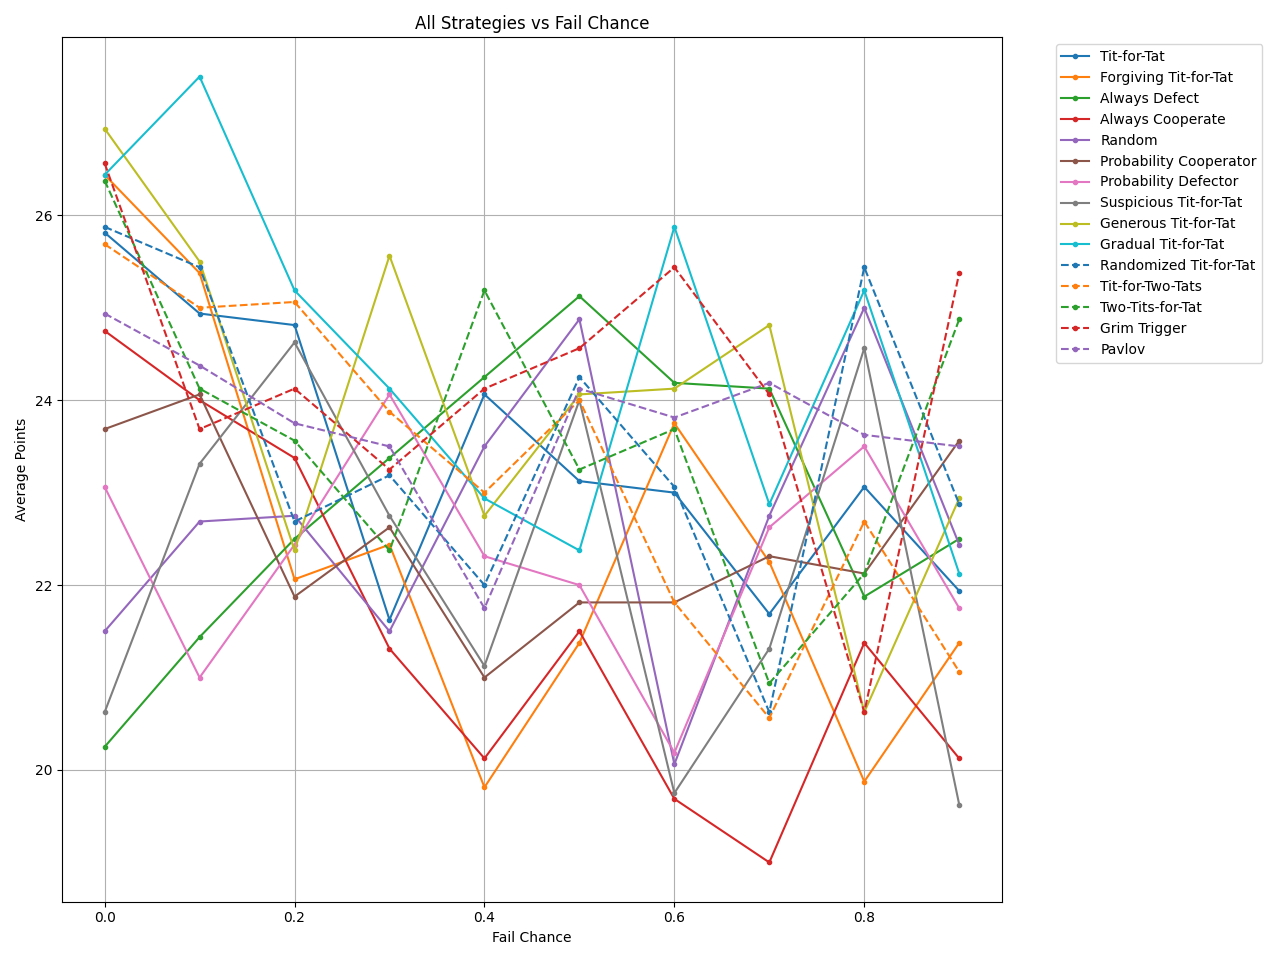 All Strategies vs Fail Chance
Average Points
26
24
22
20
0.0
0.2
0.4
0.6
0.8
Fail Chance
Tit-for-Tat
Forgiving Tit-for-Tat
Always Defect
Always Cooperate
Random
Probability Cooperator
Probability Defector
Suspicious Tit-for-Tat
Generous Tit-for-Tat
Gradual Tit-for-Tat
Randomized Tit-for-Tat
Tit-for-Two-Tats
Two-Tits-for-Tat
Grim Trigger
Pavlov